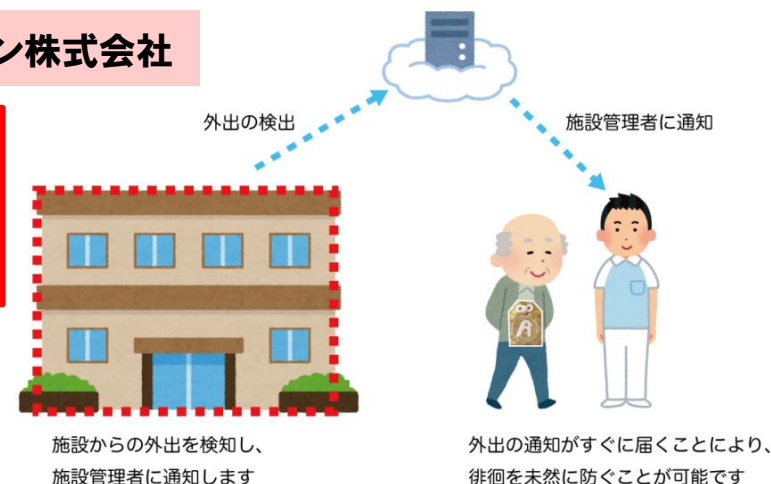 ン株式会社
外出の検出
施設管理者に通知
施設からの外出を検知し、
施設管理者に通知します
外出の通知がすぐに届くことにより、
徘徊を未然に防ぐことが可能です